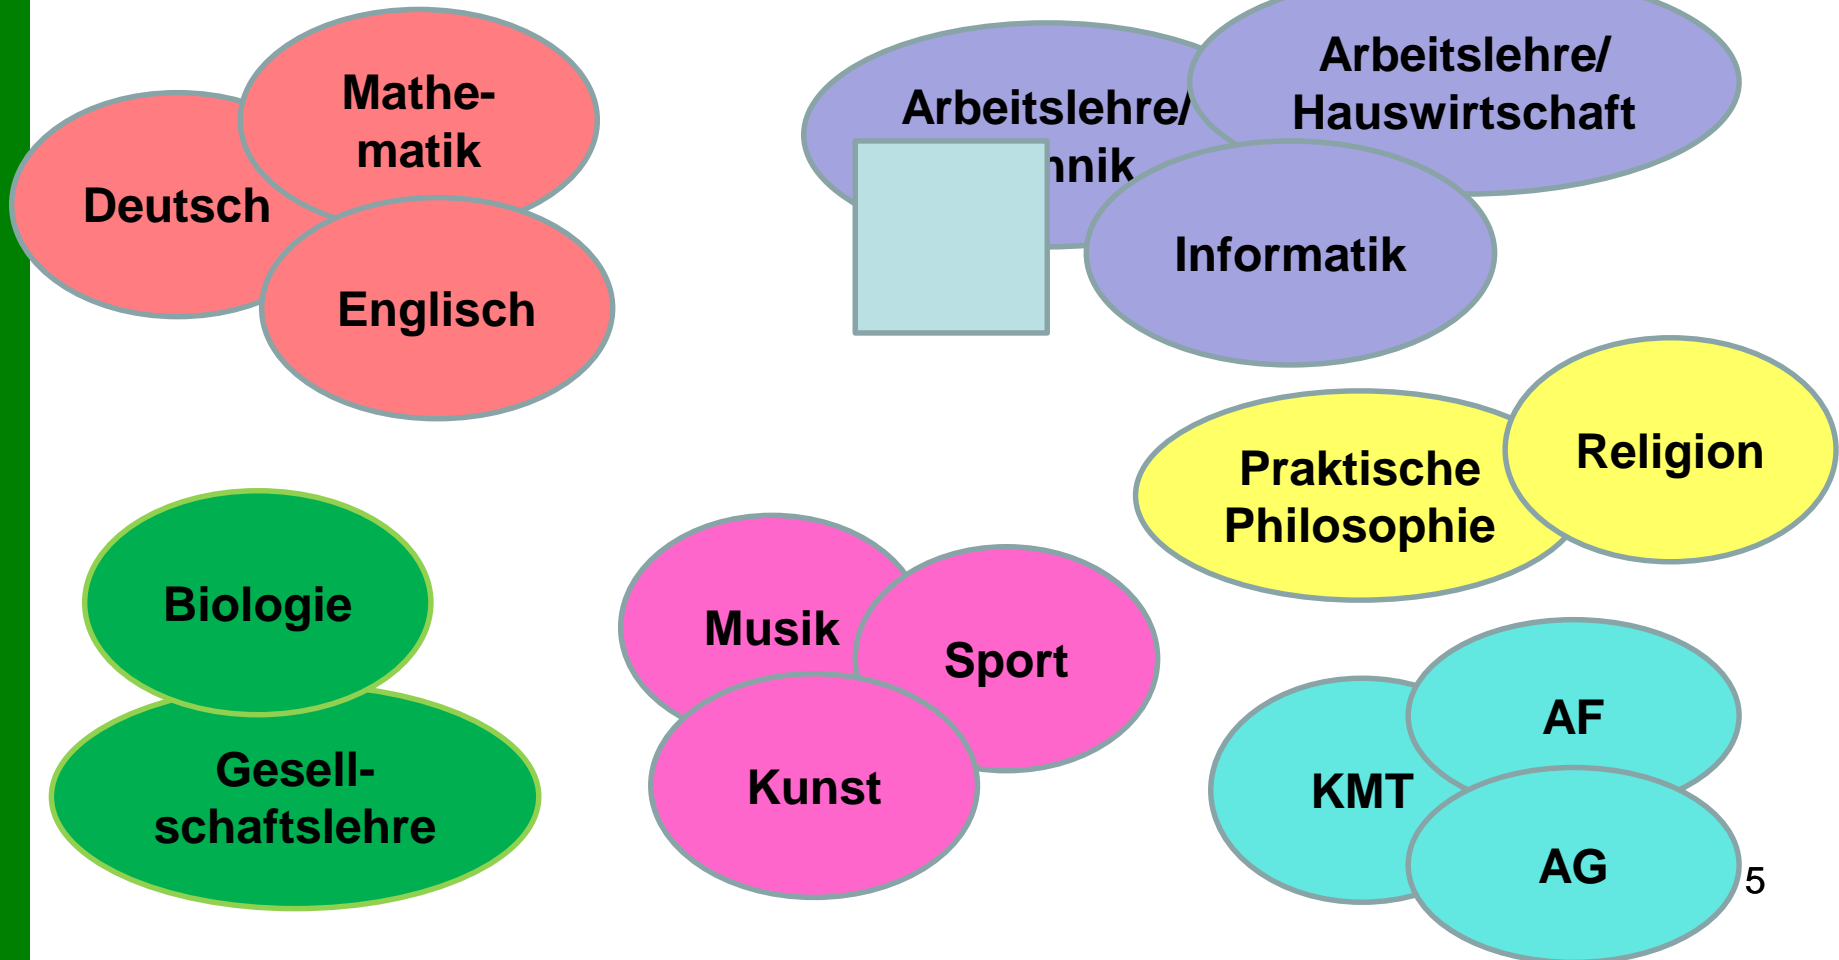 Mathe-
matik
Deutsch
Englisch
Arbeitslehre/
Hauswirtschaft
Arbeitslehre/
Informatik
Praktische
Philosophie
Religion
Biologie
Gesell-
schaftslehre
Musik
Sport
Kunst
AF
KMT
AG
5